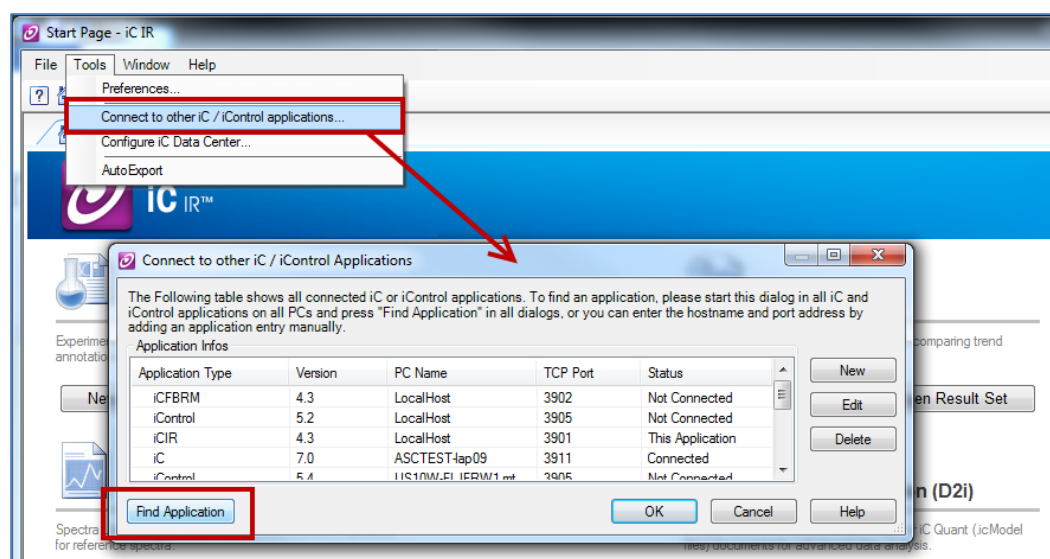 Start Page - iC IR
File Tools Window Help
Preferences...
Connect to other iC / iControl applications...
Configure iC Data Center...
AutoExport
iC IR™
Connect to other iC / iControl Applications
The Following table shows all connected iC or iControl applications. To find an application, please start this dialog in all iC and
iControl applications on all PCs and press "Find Application" in all dialogs, or you can enter the hostname and port address by
adding an application entry manually.
Application Infos
Application Type Version PC Name TCP Port Status
iCFBRM 4.3 LocalHost 3902 Not Connected
iControl 5.2 LocalHost 3905 Not Connected
iCIR 4.3 LocalHost 3901 This Application
iC 7.0 ASCTEST-lap09 3911 Connected
iControl 5.4 3905 Not Connected
New
Edit
Delete
Find Application
OK Cancel Help
comparing trend
Result Set
(D2i)
Spectra
for reference spectra.
iC Quant (.icModel
files) documents for advanced data analysis.